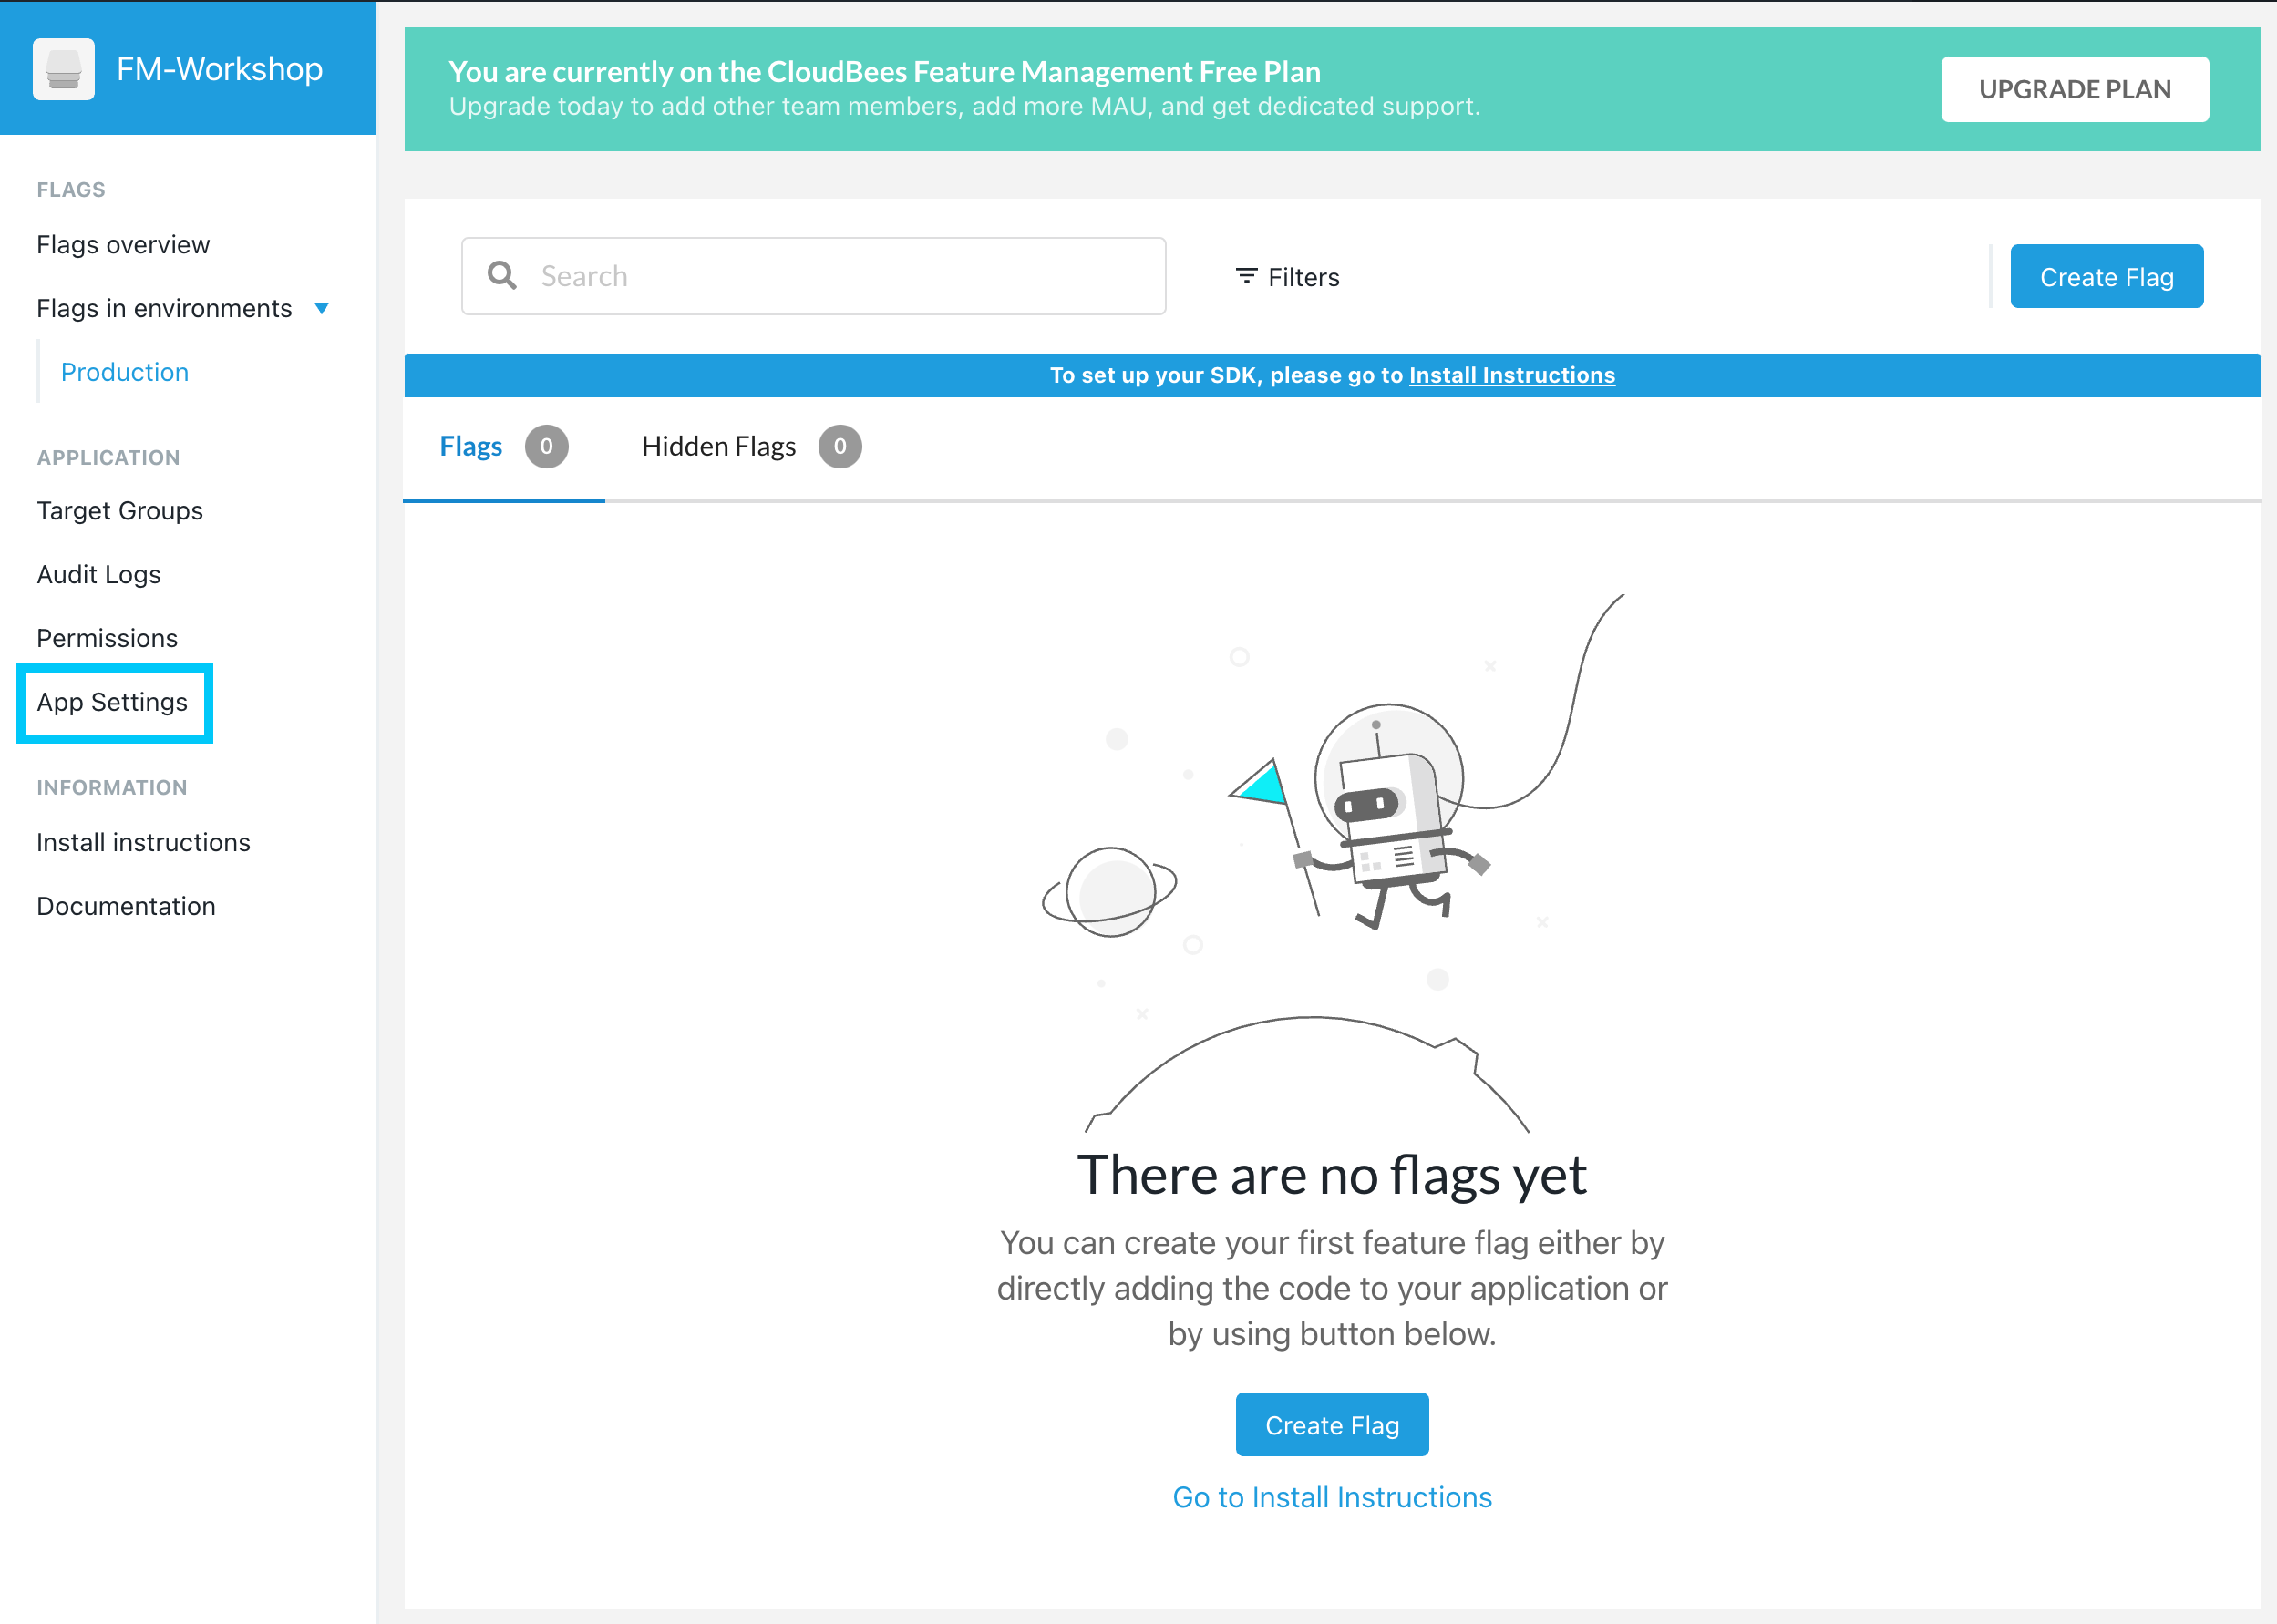 FM-Workshop
FLAGS
Flags overview
Flags in environments
Production
APPLICATION
Target Groups
Audit Logs
Permissions
App Settings
INFORMATION
Install instructions
Documentation
You are currently on the CloudBees Feature Management Free Plan
Upgrade today to add other team members, add more MAU, and get dedicated support.
UPGRADE PLAN
Search
Filters
Create Flag
To set up your SDK, please go to Install Instructions
Flags 0 Hidden Flags 0
There are no flags yet
You can create your first feature flag either by
directly adding the code to your application or
by using button below.
Create Flag
Go to Install Instructions